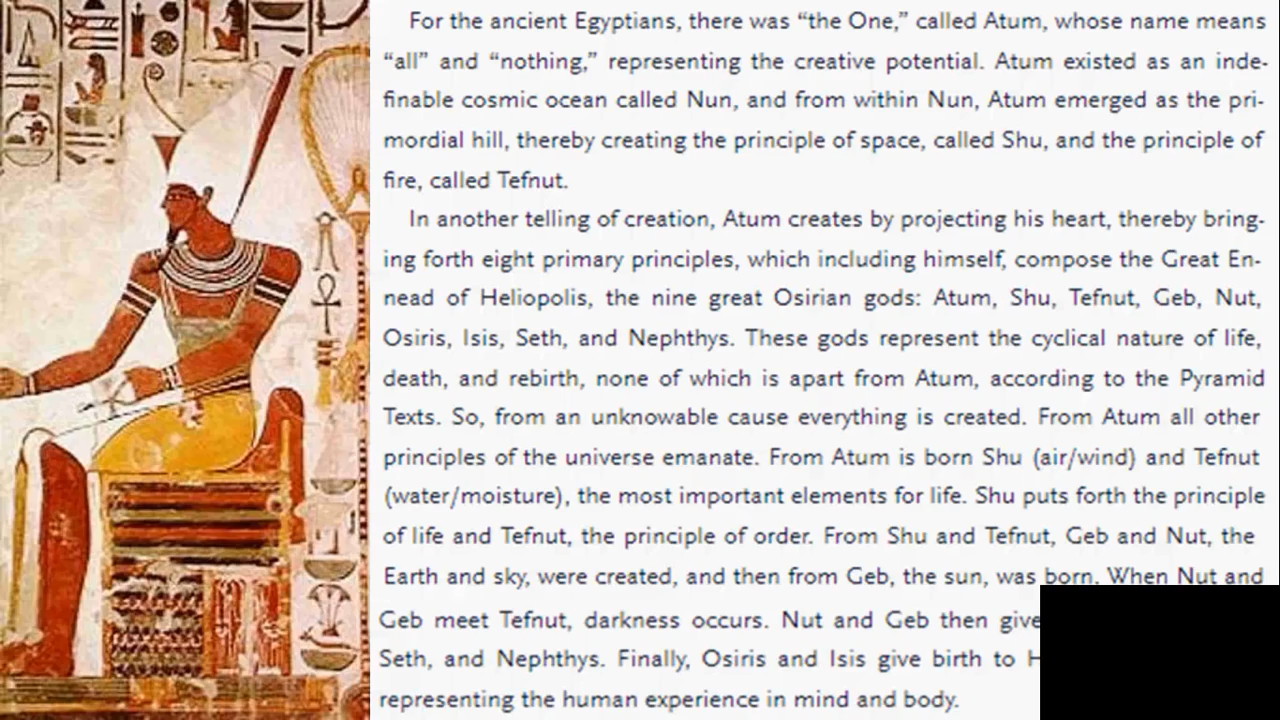 For the ancient Egyptians, there was “the One,” called Atum, whose name means
“all” and “nothing,” representing the creative potential. Atum existed as an inde-
finable cosmic ocean called Nun, and from within Nun, Atum emerged as the pri-
mordial hill, thereby creating the principle of space, called Shu, and the principle of
fire, called Tefnut.
In another telling of creation, Atum creates by projecting his heart, thereby bring-
ing forth eight primary principles, which including himself, compose the Great En-
nead of Heliopolis, the nine great Osirian gods: Atum, Shu, Tefnut, Geb, Nut,
Osiris, Isis, Seth, and Nephthys. These gods represent the cyclical nature of life,
death, and rebirth, none of which is apart from Atum, according to the Pyramid
Texts. So, from an unknowable cause everything is created. From Atum all other
principles of the universe emanate. From Atum is born Shu (air/wind) and Tefnut
(water/moisture), the most important elements for life. Shu puts forth the principle
of life and Tefnut, the principle of order. From Shu and Tefnut, Geb and Nut, the
Earth and sky, were created, and then from Geb, the sun, was born. When Nut and
Geb meet Tefnut, darkness occurs. Nut and Geb then give
Seth, and Nephthys. Finally, Osiris and Isis give birth to
representing the human experience in mind and body.